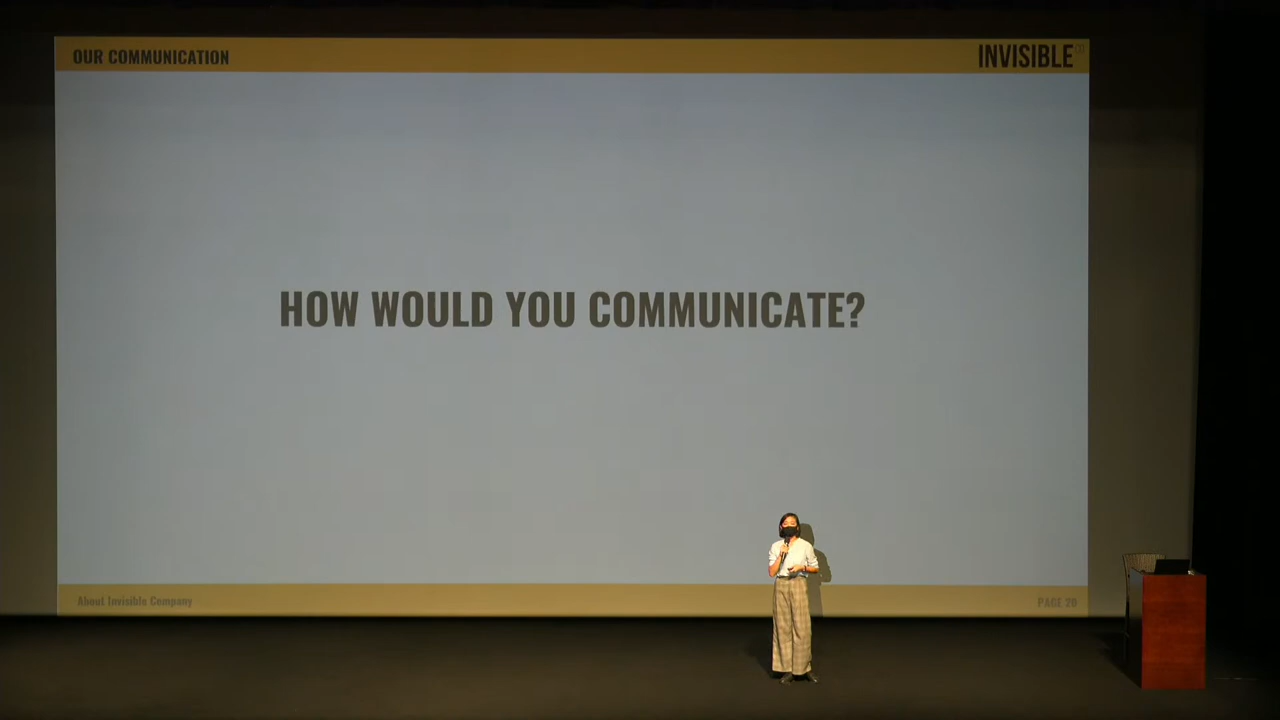 OUR COMMUNICATION
INVISIBLE
HOW WOULD YOU COMMUNICATE?
About Invisible Company
PAGE 20